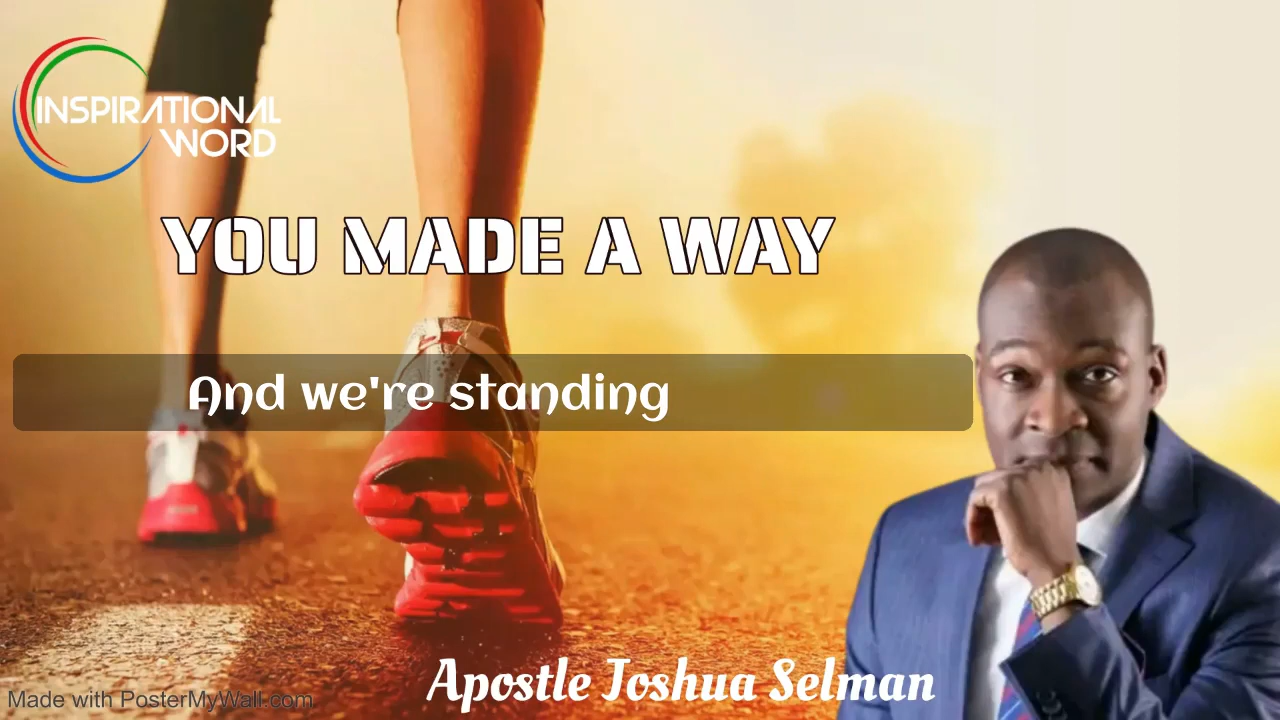 INSPIRATIONAL
WORD
YOU MADE A WAY
And we're standing
Apostle Joshua Selman
Made with PosterMyWall.com